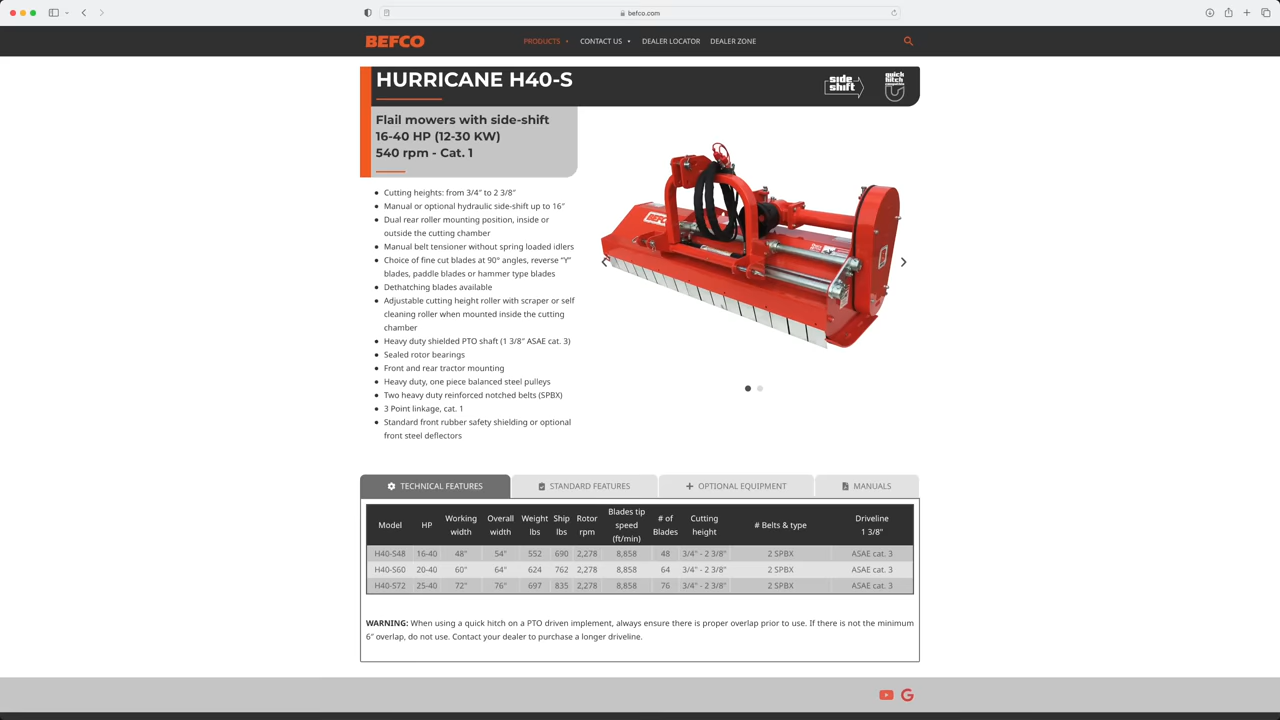 befco.com
BEFCO
PRODUCTS
CONTACT US
DEALER LOCATOR
DEALER ZONE
HURRICANE H40-S
side shift
quick hitch
Flail mowers with side-shift
16-40 HP (12-30 KW)
540 rpm - Cat. 1
Cutting heights: from 3/4″ to 2 3/8″
Manual or optional hydraulic side-shift up to 16″
Dual rear roller mounting position, inside or
outside the cutting chamber
Manual belt tensioner without spring loaded idlers
Choice of fine cut blades at 90° angles, reverse “Y”
blades, paddle blades or hammer type blades
Dethatching blades available
Adjustable cutting height roller with scraper or self
cleaning roller when mounted inside the cutting
chamber
Heavy duty shielded PTO shaft (1 3/8″ ASAE cat. 3)
Sealed rotor bearings
Front and rear tractor mounting
Heavy duty, one piece balanced steel pulleys
Two heavy duty reinforced notched belts (SPBX)
3 Point linkage, cat. 1
Standard front rubber safety shielding or optional
front steel deflectors
TECHNICAL FEATURES
STANDARD FEATURES
OPTIONAL EQUIPMENT
MANUALS
Model HP Working width Overall width Weight lbs Ship lbs Rotor rpm Blades tip speed (ft/min) # of Blades Cutting height # Belts & type Driveline 1 3/8"
H40-S48 16-40 48" 54" 552 690 2,278 8,858 48 3/4" - 2 3/8" 2 SPBX ASAE cat. 3
H40-S60 20-40 60" 64" 624 762 2,278 8,858 64 3/4" - 2 3/8" 2 SPBX ASAE cat. 3
H40-S72 25-40 72" 76" 697 835 2,278 8,858 76 3/4" - 2 3/8" 2 SPBX ASAE cat. 3
WARNING: When using a quick hitch on a PTO driven implement, always ensure there is proper overlap prior to use. If there is not the minimum
6″ overlap, do not use. Contact your dealer to purchase a longer driveline.